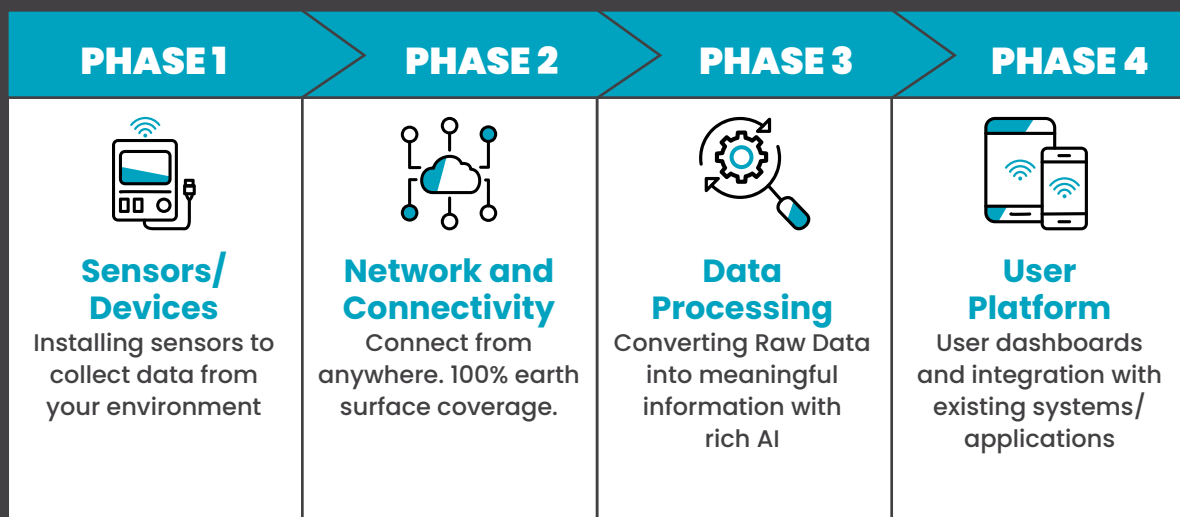 PHASE 1
PHASE 2
PHASE 3
PHASE 4
Sensors/
Devices
Installing sensors to
collect data from
your environment
Network and
Connectivity
Connect from
anywhere. 100% earth
surface coverage.
Data
Processing
Converting Raw Data
into meaningful
information with
rich AI
User
Platform
User dashboards
and integration with
existing systems/
applications